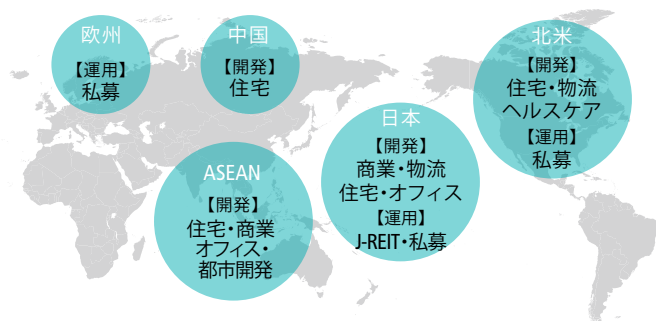 欧州
【運用】
私募
中国
【開発】
住宅
北米
【開発】
住宅・物流
ヘルスケア
【運用】
私募
日本
【開発】
商業・物流
住宅・オフィス
【運用】
J-REIT・私募
ASEAN
【開発】
住宅・商業
オフィス・
都市開発